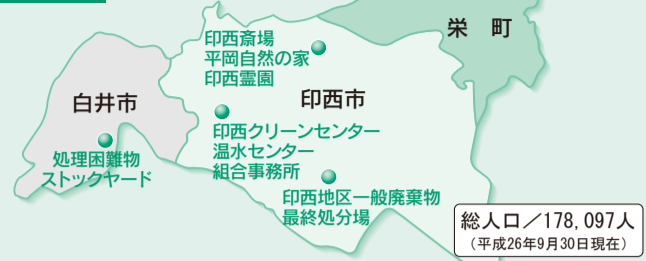 栄 町
印西斎場
平岡自然の家
印西霊園
白井市
印西市
印西クリーンセンター
温水センター
組合事務所
処理困難物
ストックヤード
印西地区一般廃棄物
最終処分場
総人口／178,097人
（平成26年9月30日現在）